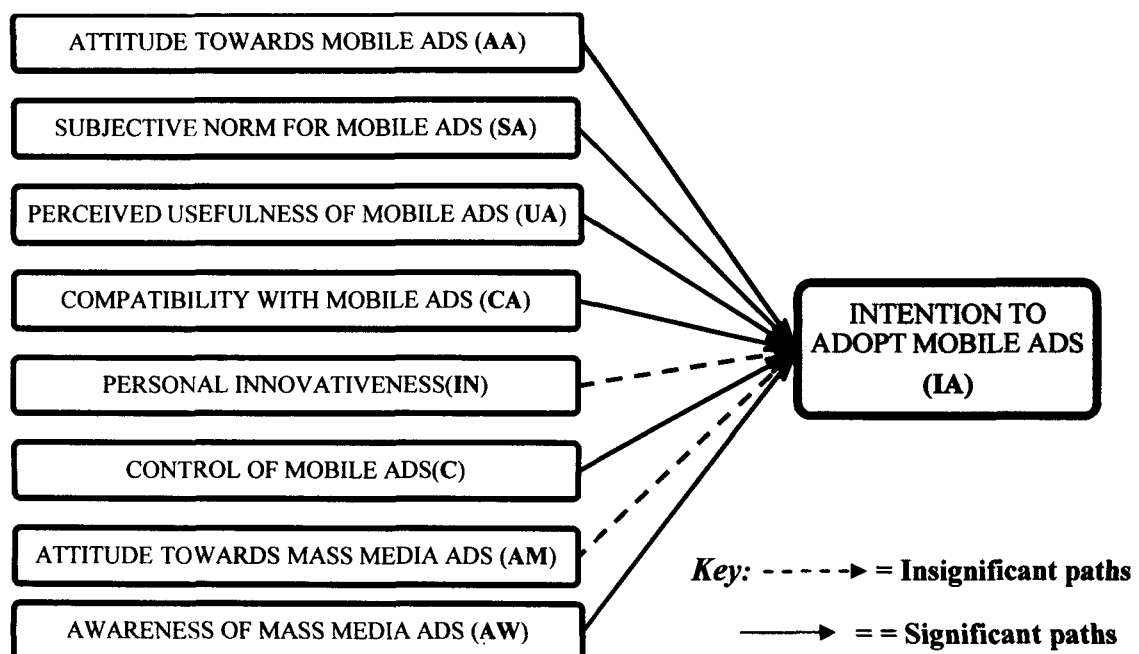 ATTITUDE TOWARDS MOBILE ADS (AA)
SUBJECTIVE NORM FOR MOBILE ADS (SA)
PERCEIVED USEFULNESS OF MOBILE ADS (UA)
COMPATIBILITY WITH MOBILE ADS (CA)
PERSONAL INNOVATIVENESS(IN)
CONTROL OF MOBILE ADS(C)
ATTITUDE TOWARDS MASS MEDIA ADS (AM)
AWARENESS OF MASS MEDIA ADS (AW)
INTENTION TO
ADOPT MOBILE ADS
(IA)
Key: = Insignificant paths
= = Significant paths